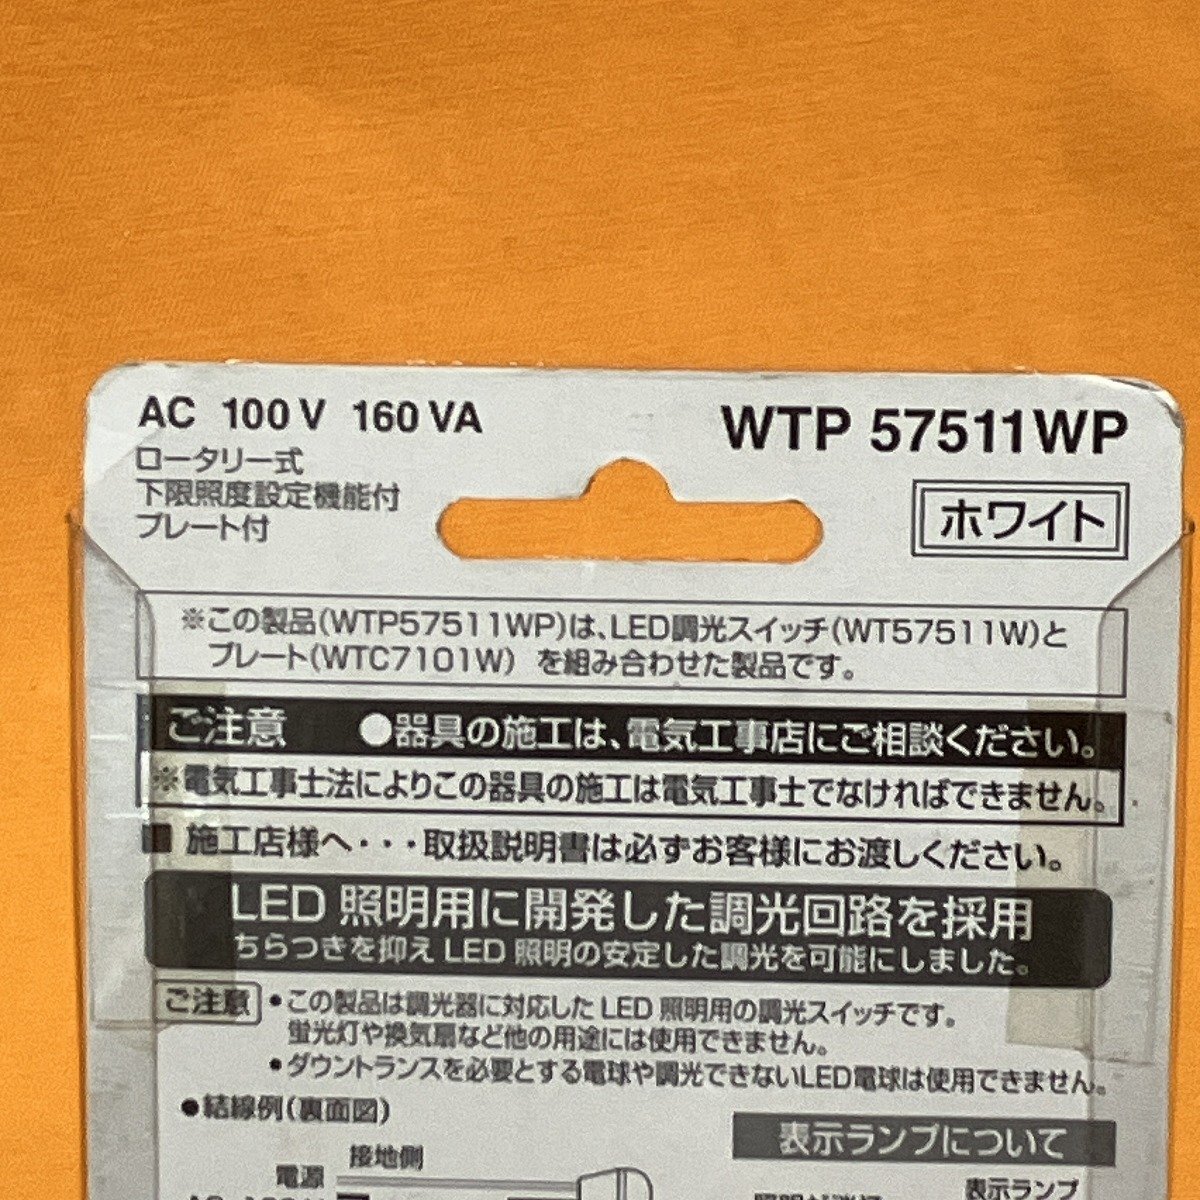 AC 100V 160VA
WTP 57511WP
ロータリー式
下限照度設定機能付
プレート付
ホワイト
※この製品(WTP57511WP)は、LED調光スイッチ(WT57511W)と
プレート(WTC7101W) を組み合わせた製品です。
ご注意 ●器具の施工は、電気工事店にご相談ください。
※電気工事士法によりこの器具の施工は電気工事士でなければできません。
■ 施工店様へ・・・取扱説明書は必ずお客様にお渡しください。
LED 照明用に開発した調光回路を採用
ちらつきを抑え LED 照明の安定した調光を可能にしました。
ご注意 ●この製品は調光器に対応した LED 照明用の調光スイッチです。
蛍光灯や換気扇など他の用途には使用できません。
●ダウントランスを必要とする電球や調光できないLED電球は使用できません。
●結線例(裏面図)
表示ランプについて
接地側
電源
表示ランプ